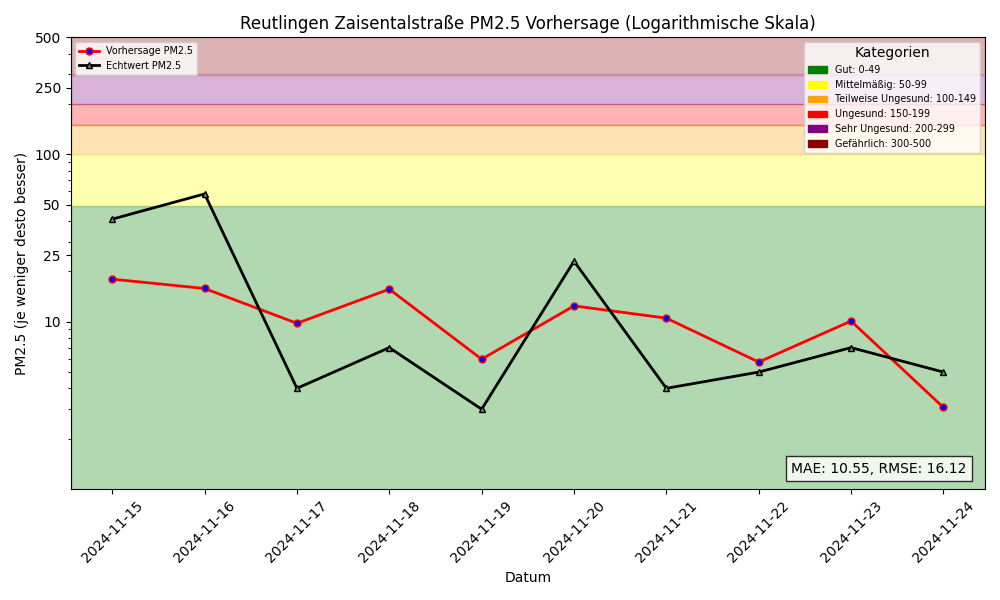 Reutlingen Zaisentalstraße PM2.5 Vorhersage (Logarithmische Skala)
Vorhersage PM2.5
Echtwert PM2.5
Kategorien
Gut: 0-49
Mittelmäßig: 50-99
Teilweise Ungesund: 100-149
Ungesund: 150-199
Sehr Ungesund: 200-299
Gefährlich: 300-500
PM2.5 (je weniger desto besser)
500
250
100
50
25
10
MAE: 10.55, RMSE: 16.12
2024-11-15
2024-11-16
2024-11-17
2024-11-18
2024-11-19
2024-11-20
2024-11-21
2024-11-22
2024-11-23
2024-11-24
Datum